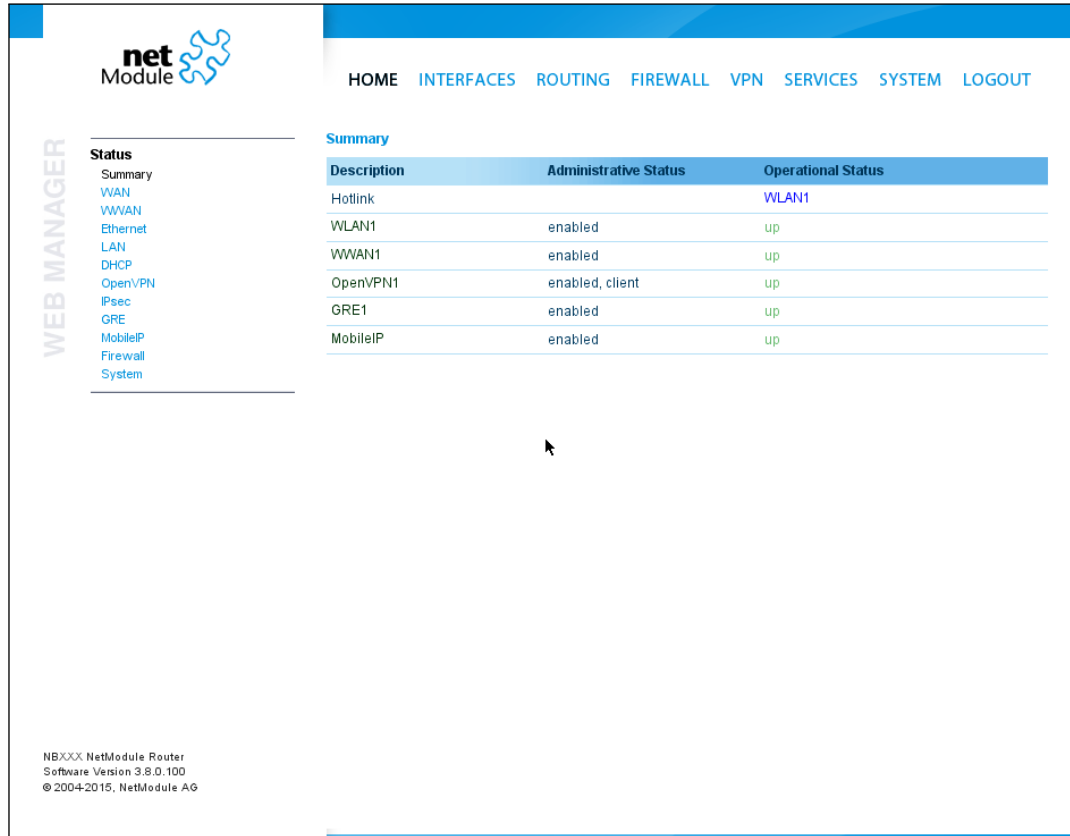 net
Module
HOME INTERFACES ROUTING FIREWALL VPN SERVICES SYSTEM LOGOUT
WEB MANAGER
Status
Summary
WAN
WWAN
Ethernet
LAN
DHCP
OpenVPN
IPsec
GRE
MobileIP
Firewall
System
Summary
Description Administrative Status Operational Status
Hotlink WLAN1
WLAN1 enabled up
WWAN1 enabled up
OpenVPN1 enabled, client up
GRE1 enabled up
MobileIP enabled up
NBXXX NetModule Router
Software Version 3.8.0.100
© 2004-2015, NetModule AG